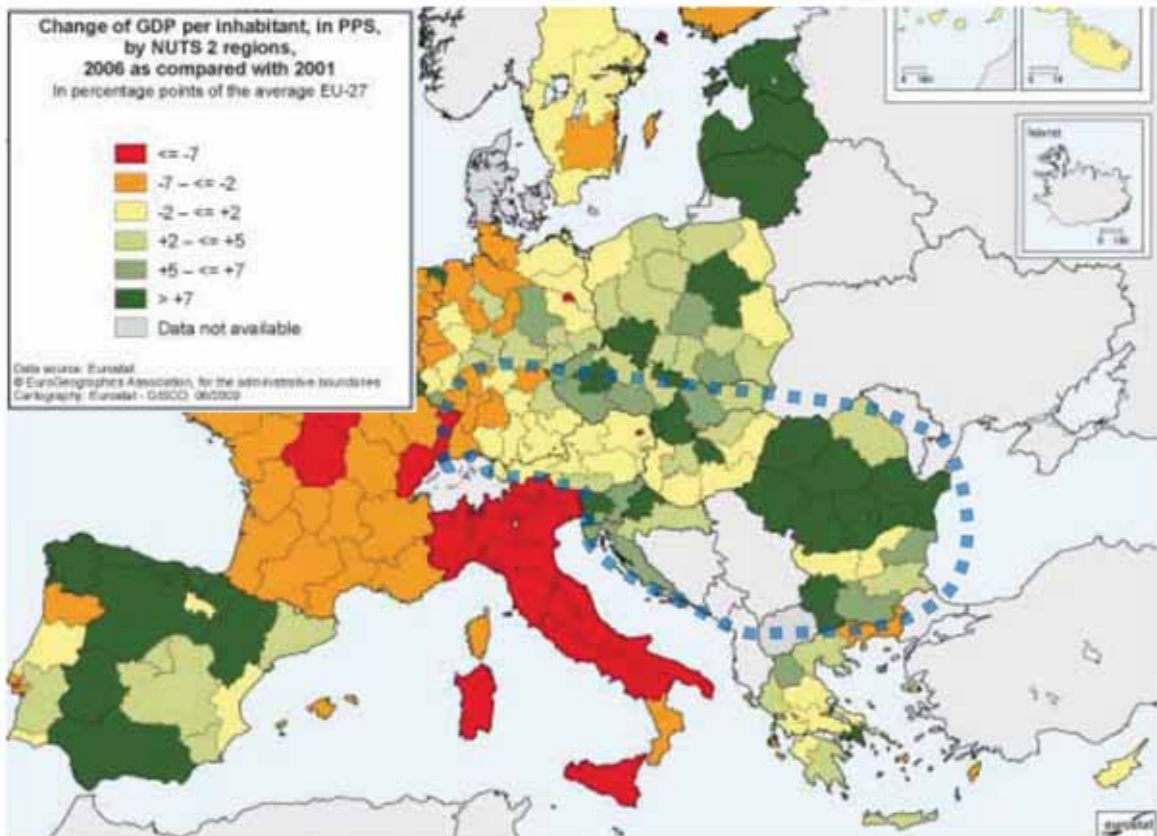 Change of GDP per inhabitant, in PPS,
by NUTS 2 regions,
2006 as compared with 2001
In percentage points of the average EU-27
<= -7
-7 – <= -2
-2 – <= +2
+2 – <= +5
+5 – <= +7
> +7
Data not available
Data source: Eurostat
© EuroGeographics Association, for the administrative boundaries
Cartography: Eurostat - GISCO, 06/2009
Island
eurostat